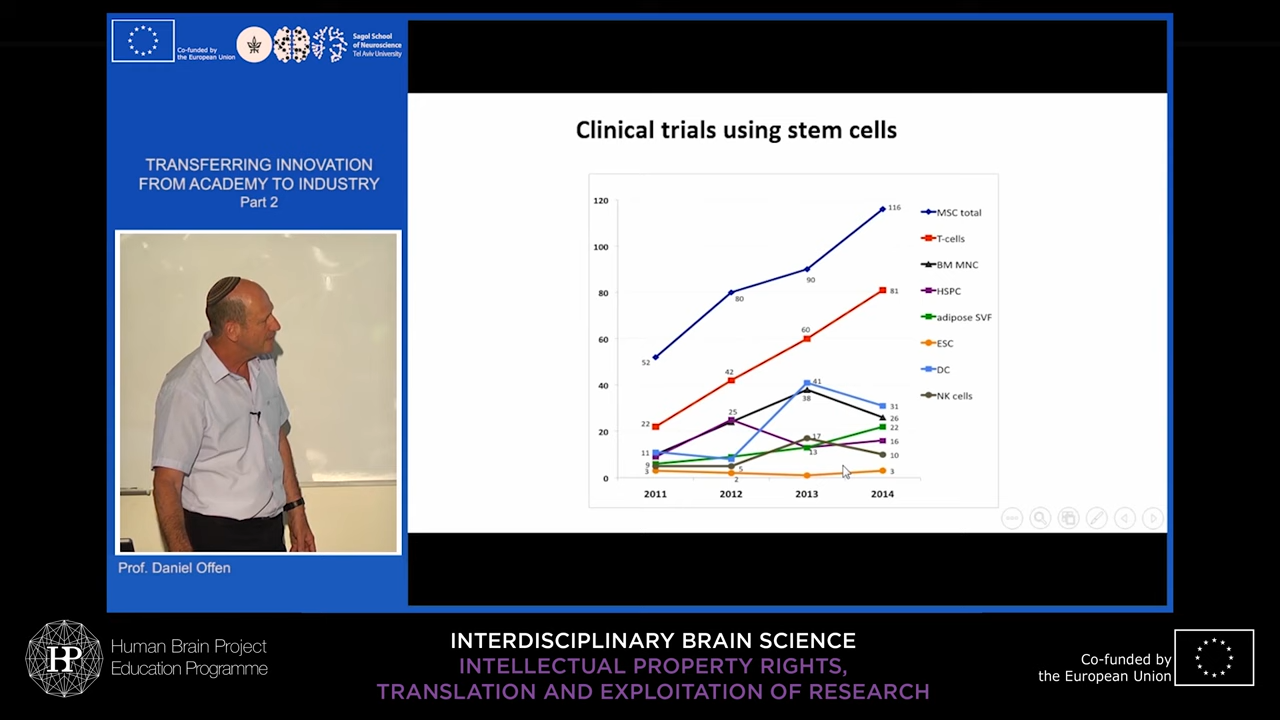 Co-funded by
the European Union
Sagol School
of Neuroscience
Tel Aviv University
TRANSFERRING INNOVATION
FROM ACADEMY TO INDUSTRY
Part 2
Prof. Daniel Offen
Clinical trials using stem cells
120
100
80
60
40
20
0
2011
2012
2013
2014
52
80
90
116
22
42
60
81
11
25
41
38
31
26
22
16
10
3
9
3
5
2
17
13
MSC total
T-cells
BM MNC
HSPC
adipose SVF
ESC
DC
NK cells
HBP
Human Brain Project
Education Programme
INTERDISCIPLINARY BRAIN SCIENCE
INTELLECTUAL PROPERTY RIGHTS,
TRANSLATION AND EXPLOITATION OF RESEARCH
Co-funded by
the European Union